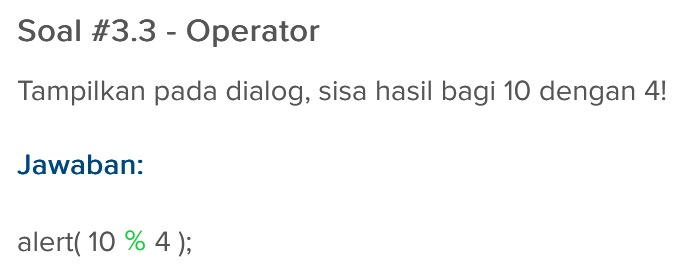 Soal #3.3 - Operator
Tampilkan pada dialog, sisa hasil bagi 10 dengan 4!
Jawaban:
alert( 10 % 4 );